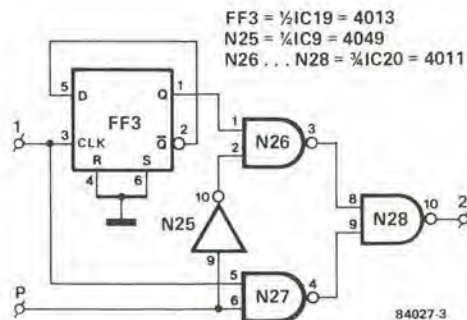 FF3 = ½IC19 = 4013
N25 = ¼IC9 = 4049
N26 . . . N28 = ¾IC20 = 4011
5 D Q 1
FF3
1
3 CLK Q̅ 2
R S
4 6
1
2 N26 3
10
N25
9
8
9 N28 10 2
5
6 N27 4
P
84027-3